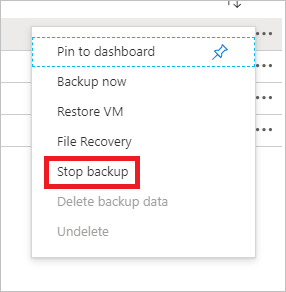 Pin to dashboard
Backup now
Restore VM
File Recovery
Stop backup
Delete backup data
Undelete